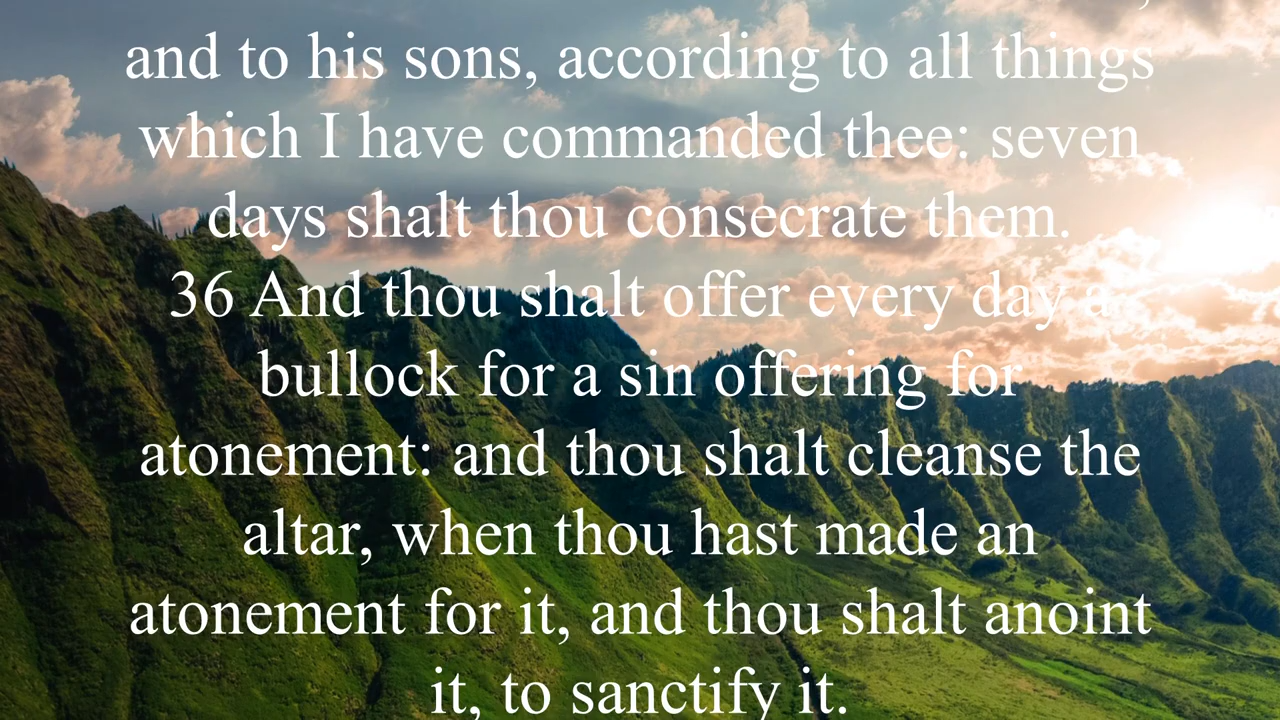 and to his sons, according to all things
which I have commanded thee: seven
days shalt thou consecrate them.
36 And thou shalt offer every day a
bullock for a sin offering for
atonement: and thou shalt cleanse the
altar, when thou hast made an
atonement for it, and thou shalt anoint
it, to sanctify it.